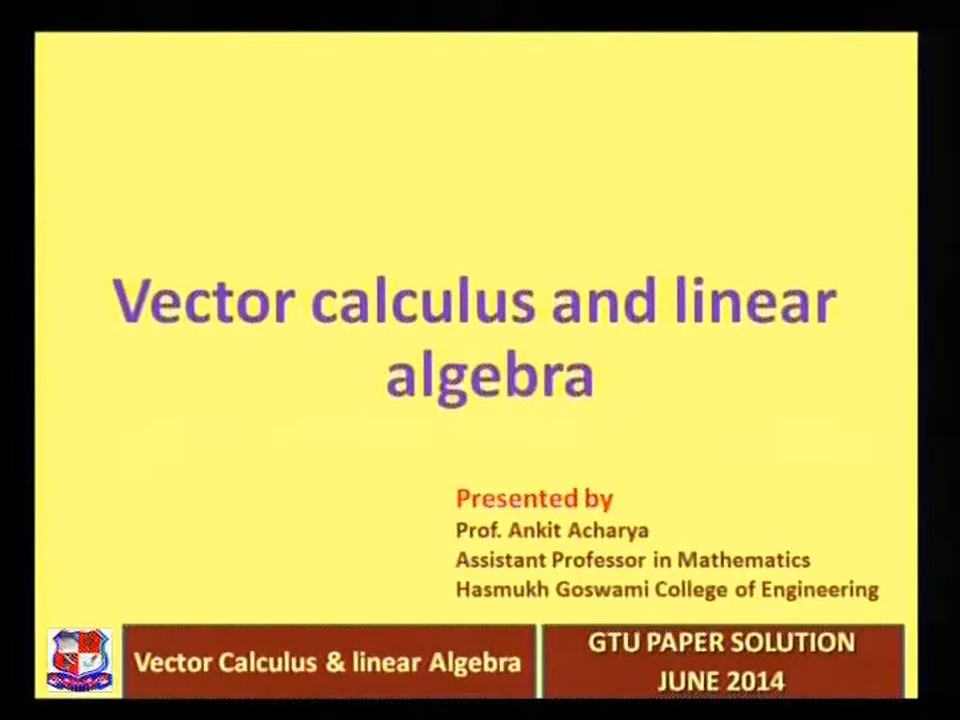 Vector calculus and linear
algebra
Presented by
Prof. Ankit Acharya
Assistant Professor in Mathematics
Hasmukh Goswami College of Engineering
Vector Calculus & linear Algebra
GTU PAPER SOLUTION
JUNE 2014